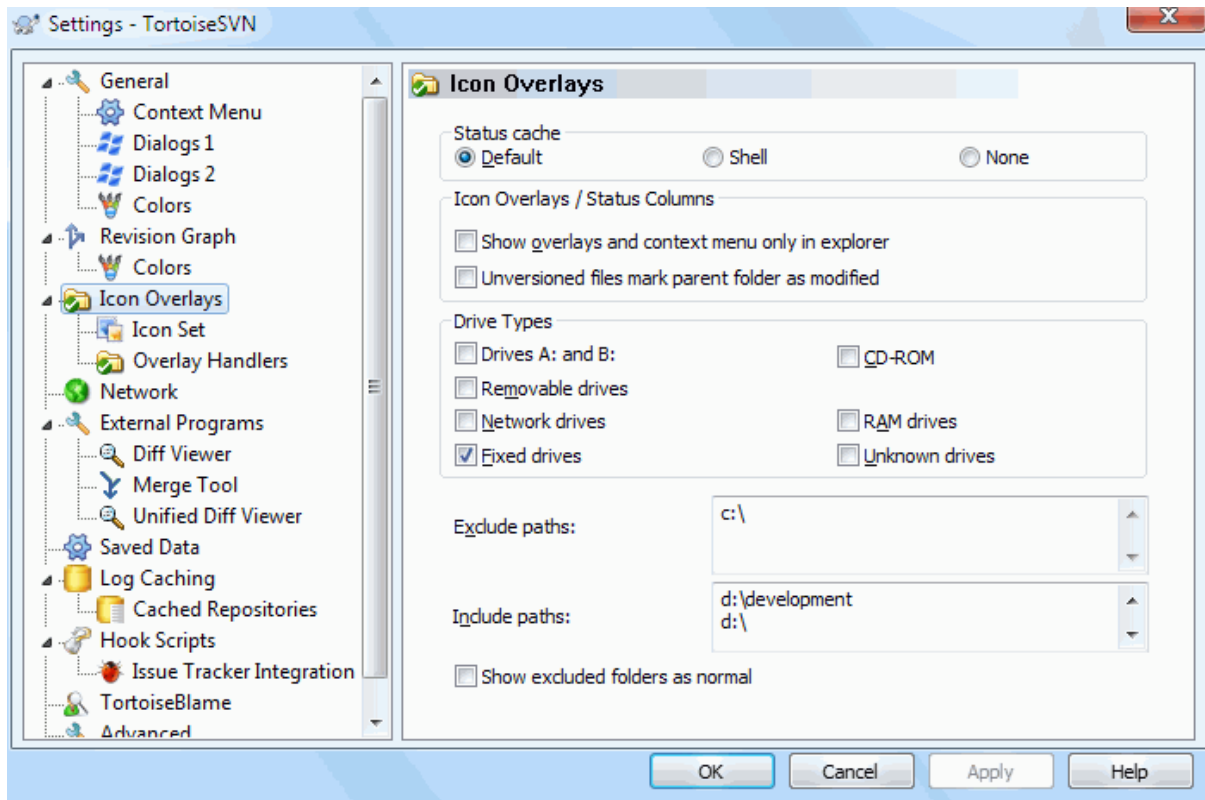 Settings - TortoiseSVN
General
Context Menu
Dialogs 1
Dialogs 2
Colors
Revision Graph
Colors
Icon Overlays
Icon Set
Overlay Handlers
Network
External Programs
Diff Viewer
Merge Tool
Unified Diff Viewer
Saved Data
Log Caching
Cached Repositories
Hook Scripts
Issue Tracker Integration
TortoiseBlame
Advanced
Icon Overlays
Status cache
Default Shell None
Icon Overlays / Status Columns
Show overlays and context menu only in explorer
Unversioned files mark parent folder as modified
Drive Types
Drives A: and B: CD-ROM
Removable drives
Network drives RAM drives
Fixed drives Unknown drives
Exclude paths: c:\
Include paths: d:\development
d:\
Show excluded folders as normal
OK Cancel Apply Help